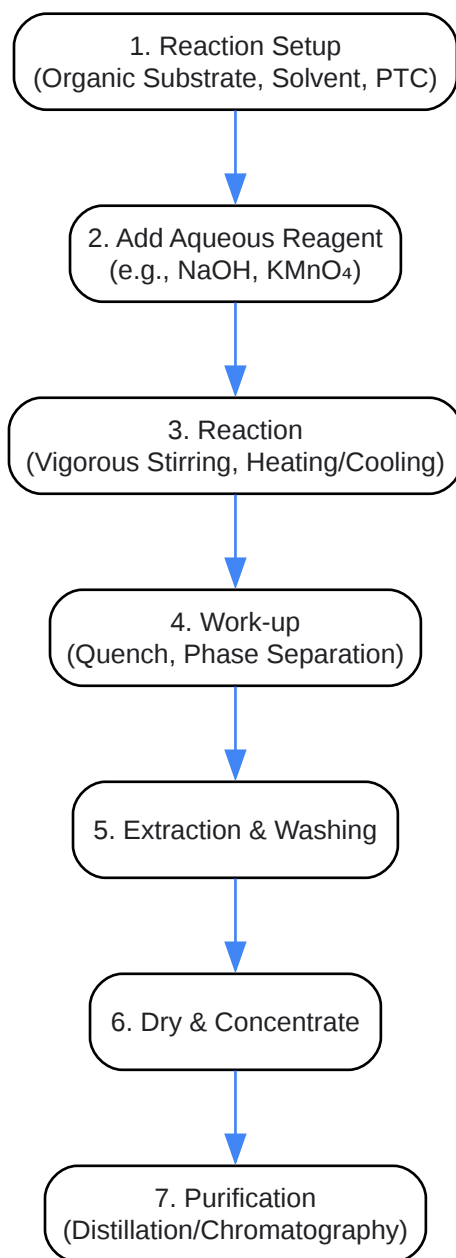 1. Reaction Setup
(Organic Substrate, Solvent, PTC)
2. Add Aqueous Reagent
(e.g., NaOH, KMnO₄)
3. Reaction
(Vigorous Stirring, Heating/Cooling)
4. Work-up
(Quench, Phase Separation)
5. Extraction & Washing
6. Dry & Concentrate
7. Purification
(Distillation/Chromatography)